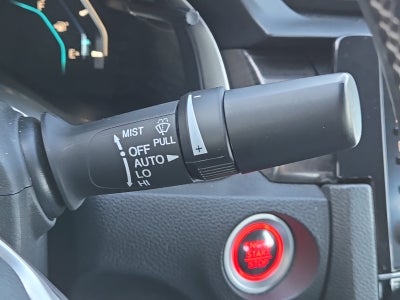 MIST
PULL
OFF
AUTO
LO
HI
- 
+
ENGINE
START
STOP